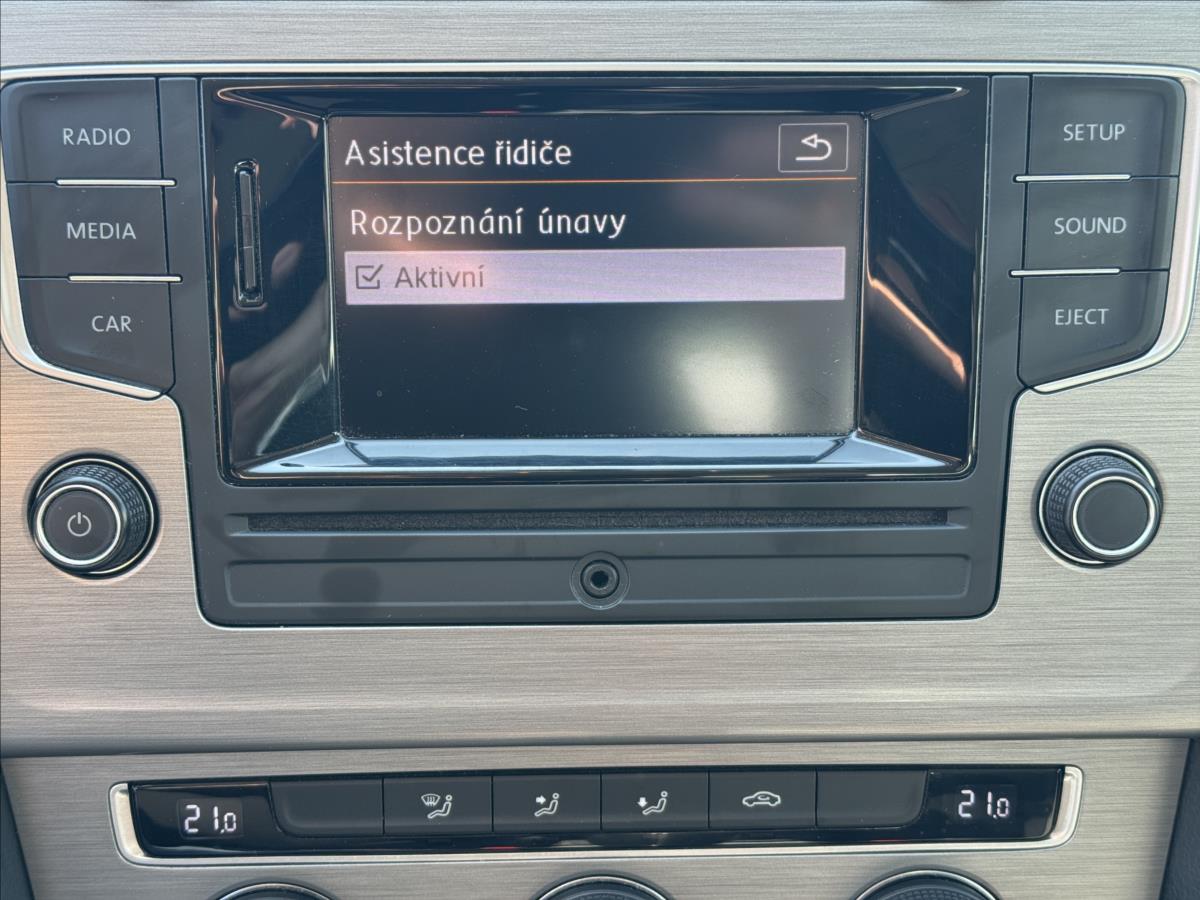 RADIO
MEDIA
CAR
Asistence řidiče
Rozpoznání únavy
Aktivní
SETUP
SOUND
EJECT
21.0
21.0